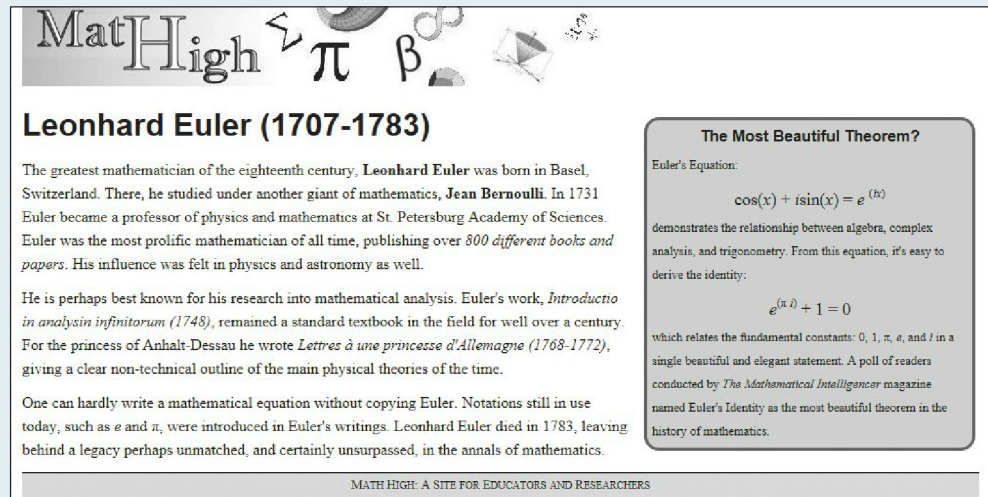 MatHigh
Σ π β
Leonhard Euler (1707-1783)
The greatest mathematician of the eighteenth century, Leonhard Euler was born in Basel,
Switzerland. There, he studied under another giant of mathematics, Jean Bernoulli. In 1731
Euler became a professor of physics and mathematics at St. Petersburg Academy of Sciences.
Euler was the most prolific mathematician of all time, publishing over 800 different books and
papers. His influence was felt in physics and astronomy as well.
He is perhaps best known for his research into mathematical analysis. Euler's work, Introductio
in analysin infinitorum (1748), remained a standard textbook in the field for well over a century.
For the princess of Anhalt-Dessau he wrote Lettres à une princesse d'Allemagne (1768-1772),
giving a clear non-technical outline of the main physical theories of the time.
One can hardly write a mathematical equation without copying Euler. Notations still in use
today, such as e and π, were introduced in Euler's writings. Leonhard Euler died in 1783, leaving
behind a legacy perhaps unmatched, and certainly unsurpassed, in the annals of mathematics.
The Most Beautiful Theorem?
Euler's Equation:
cos(x) + isin(x) = e (ix)
demonstrates the relationship between algebra, complex
analysis, and trigonometry. From this equation, it's easy to
derive the identity:
e(π i) + 1 = 0
which relates the fundamental constants: 0, 1, π, e, and i in a
single beautiful and elegant statement. A poll of readers
conducted by The Mathematical Intelligencer magazine
named Euler's Identity as the most beautiful theorem in the
history of mathematics.
MATH HIGH: A SITE FOR EDUCATORS AND RESEARCHERS